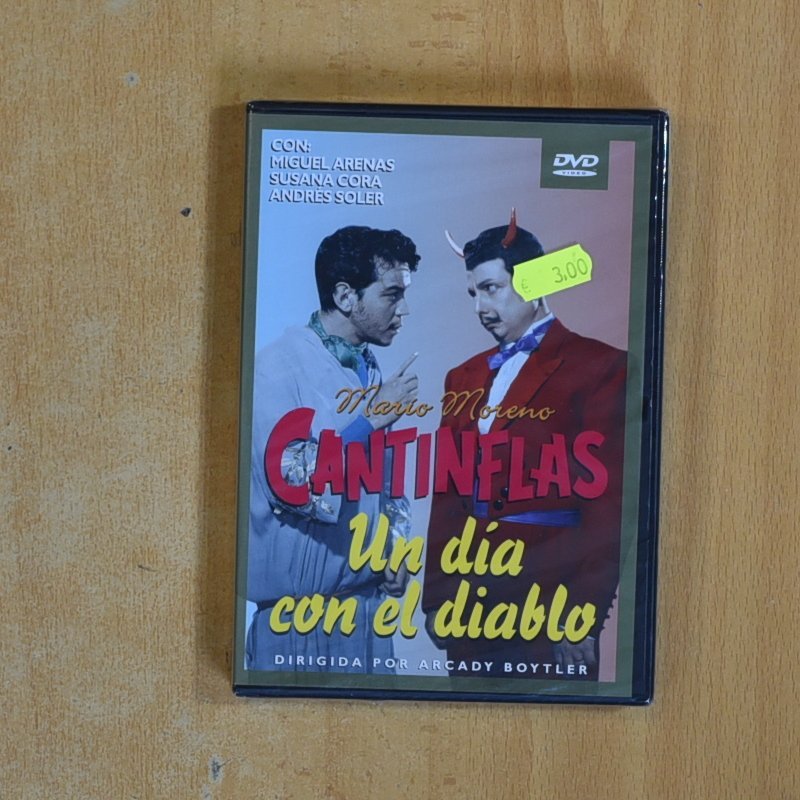 CON:
MIGUEL ARENAS
SUSANA CORA
ANDRÉS SOLER
DVD
VIDEO
€ 3,00
Mario Moreno
CANTINFLAS
Un día
con el diablo
DIRIGIDA POR ARCADY BOYTLER